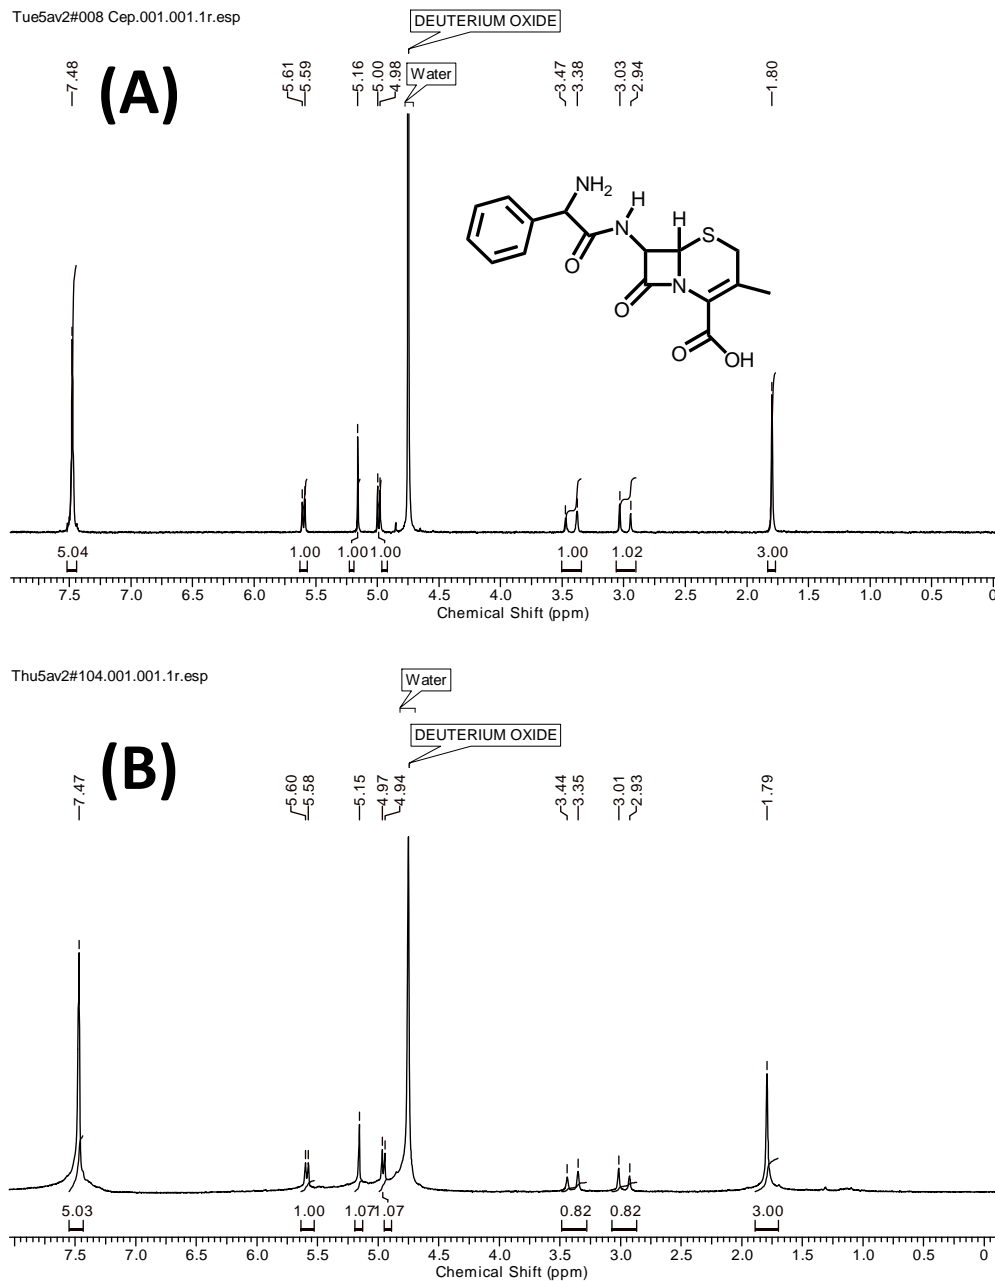 Tue5av2#008 Cep.001.001.1r.esp
DEUTERIUM OXIDE
Water
7.48
5.61
5.59
5.16
5.00
4.98
3.47
3.38
3.03
2.94
1.80
(A)
NH2
H
N
H
S
O
N
O
O
OH
5.04 1.00 1.00 1.00 1.00 1.02 3.00
7.5 7.0 6.5 6.0 5.5 5.0 4.5 4.0 3.5 3.0 2.5 2.0 1.5 1.0 0.5 0
Chemical Shift (ppm)
Thu5av2#104.001.001.1r.esp
Water
DEUTERIUM OXIDE
7.47
5.60
5.58
5.15
4.97
4.94
3.44
3.35
3.01
2.93
1.79
(B)
5.03 1.00 1.07 1.07 0.82 0.82 3.00
7.5 7.0 6.5 6.0 5.5 5.0 4.5 4.0 3.5 3.0 2.5 2.0 1.5 1.0 0.5 0
Chemical Shift (ppm)